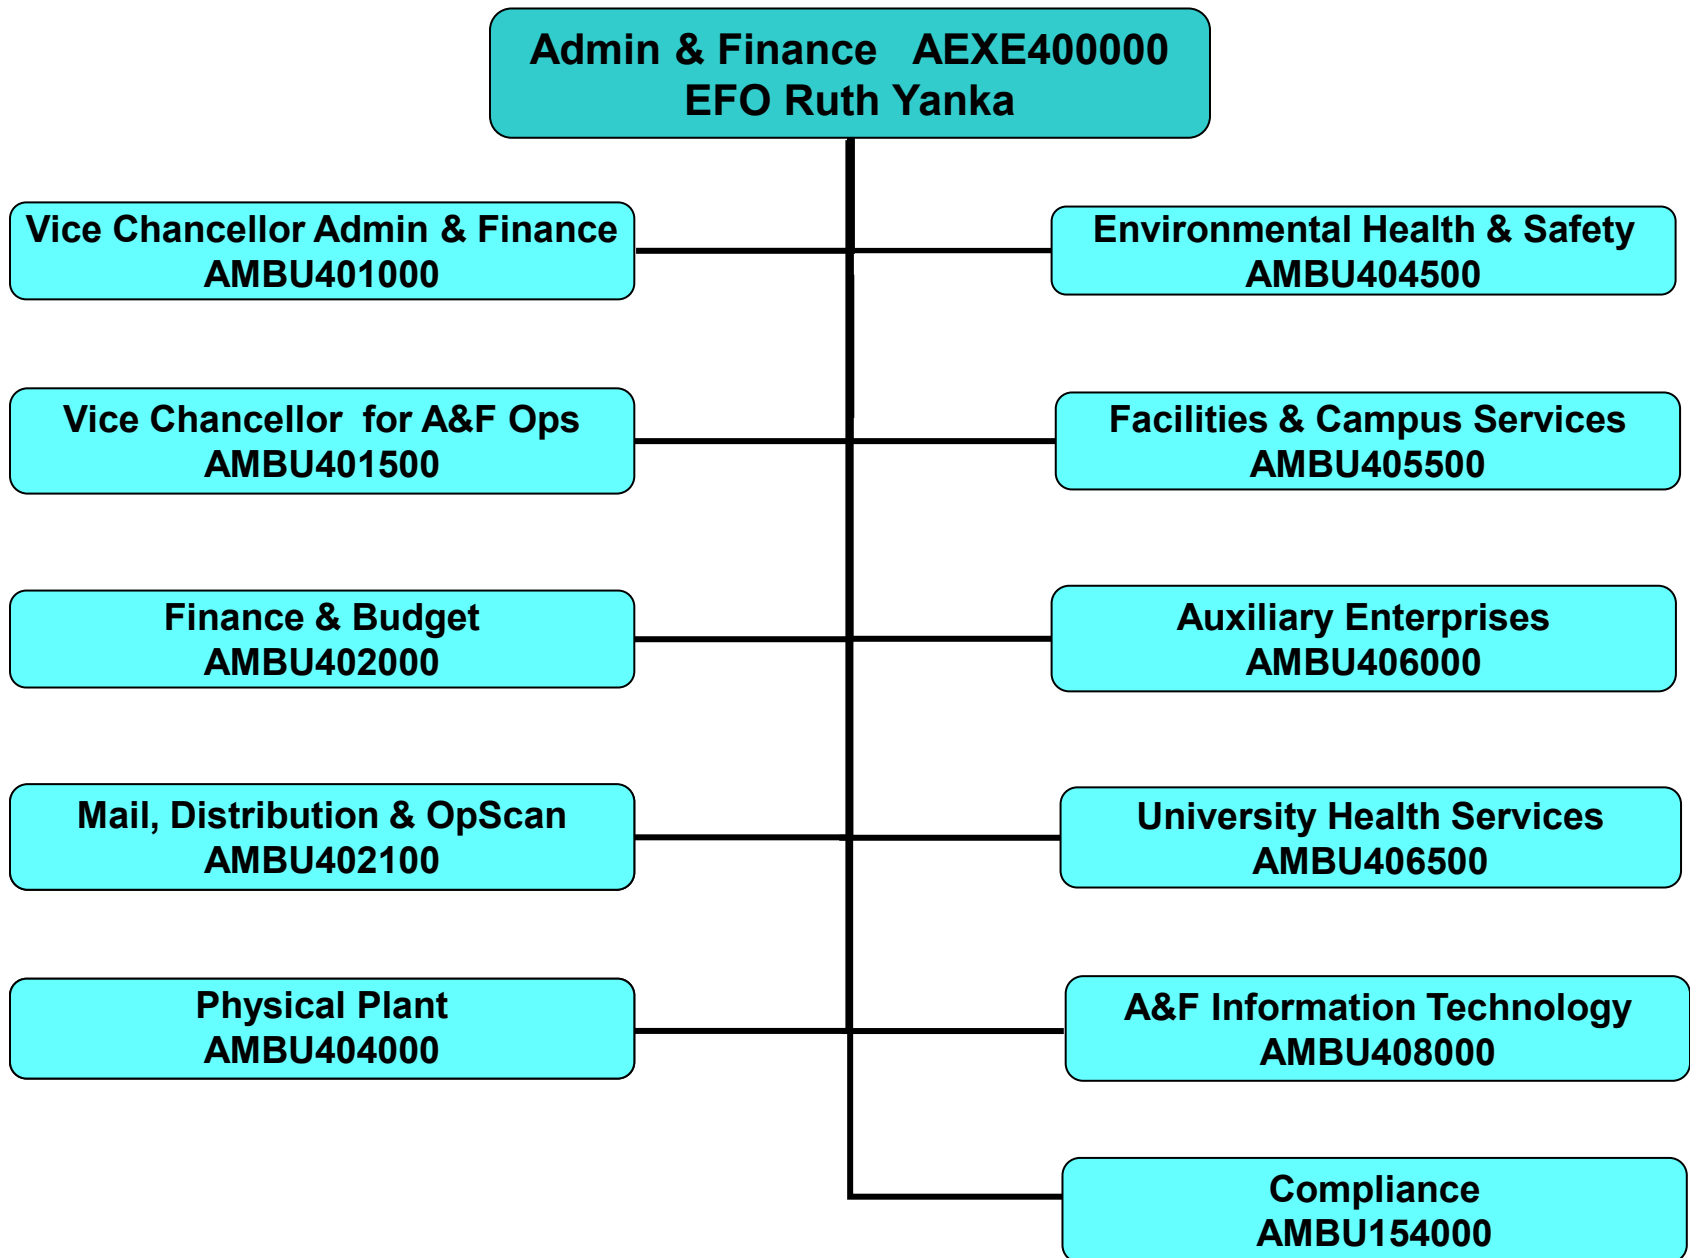 Admin & Finance   AEXE400000
EFO Ruth Yanka
Vice Chancellor Admin & Finance
AMBU401000
Environmental Health & Safety
AMBU404500
Vice Chancellor  for A&F Ops
AMBU401500
Facilities & Campus Services
AMBU405500
Finance & Budget
AMBU402000
Auxiliary Enterprises
AMBU406000
Mail, Distribution & OpScan
AMBU402100
University Health Services
AMBU406500
Physical Plant
AMBU404000
A&F Information Technology
AMBU408000
Compliance
AMBU154000